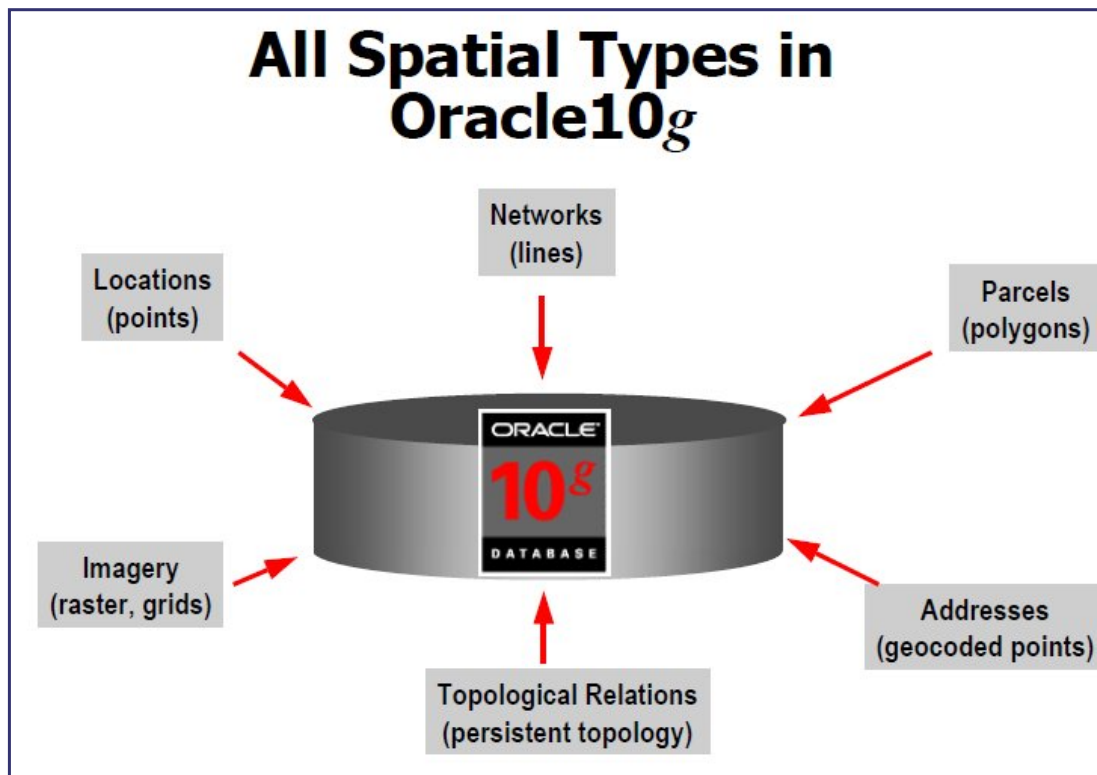 All Spatial Types in
Oracle10g
Networks
(lines)
Locations
(points)
Parcels
(polygons)
ORACLE™
10g
DATABASE
Imagery
(raster, grids)
Addresses
(geocoded points)
Topological Relations
(persistent topology)